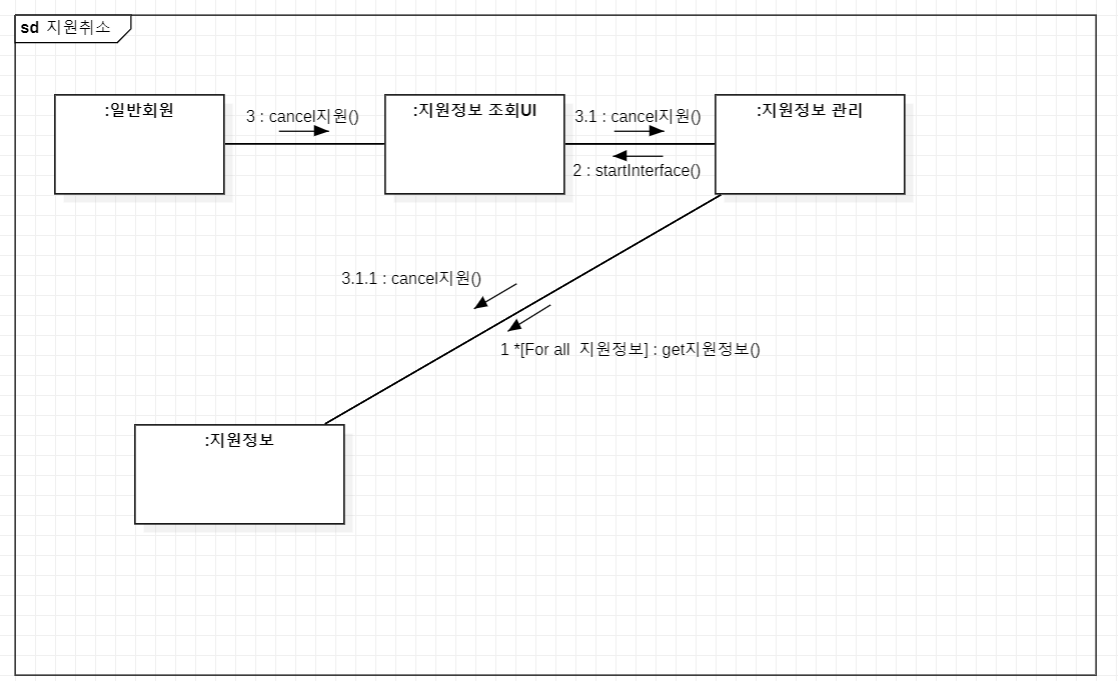 sd 지원취소
:일반회원
3 : cancel지원()
:지원정보 조회UI
3.1 : cancel지원()
2 : startInterface()
:지원정보 관리
3.1.1 : cancel지원()
1 *[For all 지원정보] : get지원정보()
:지원정보